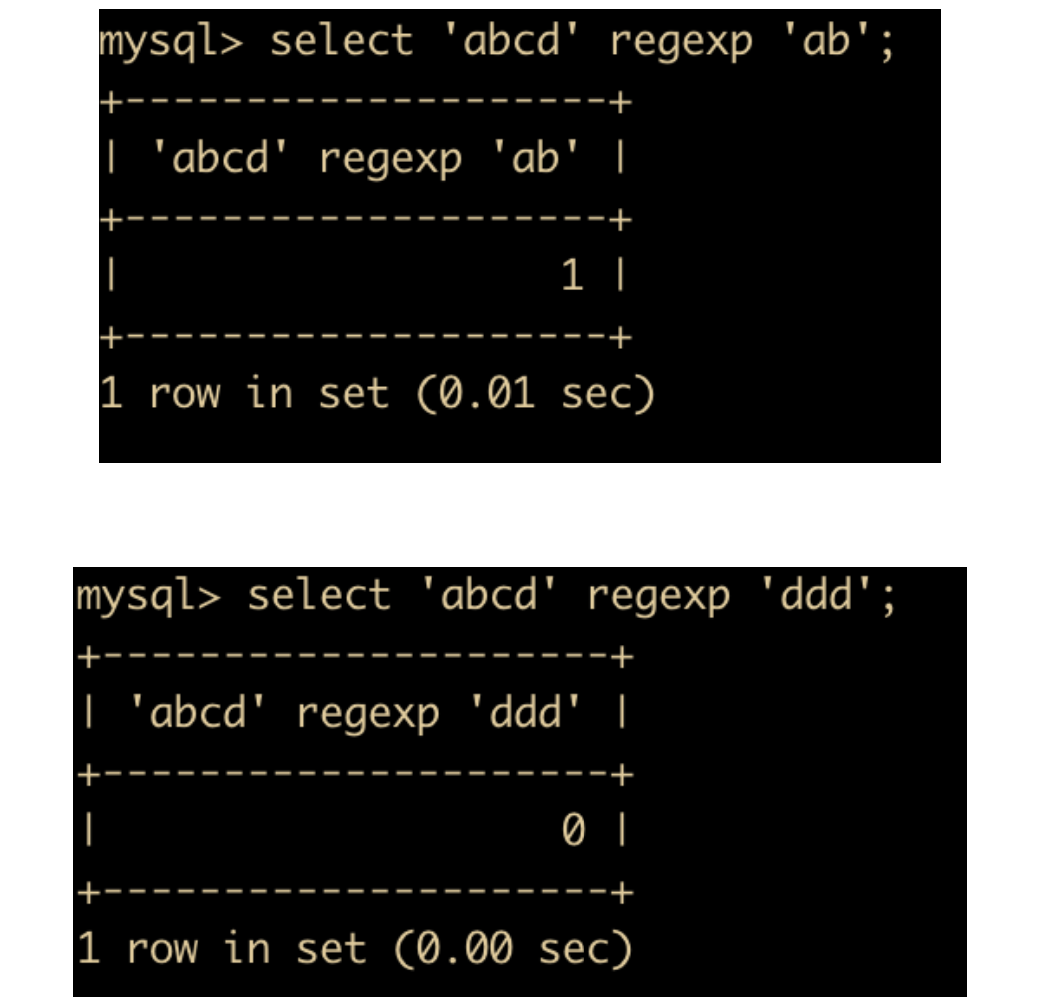 mysql> select 'abcd' regexp 'ab';
+---------------------+
| 'abcd' regexp 'ab' |
+---------------------+
|                   1 |
+---------------------+
1 row in set (0.01 sec)
mysql> select 'abcd' regexp 'ddd';
+----------------------+
| 'abcd' regexp 'ddd' |
+----------------------+
|                    0 |
+----------------------+
1 row in set (0.00 sec)